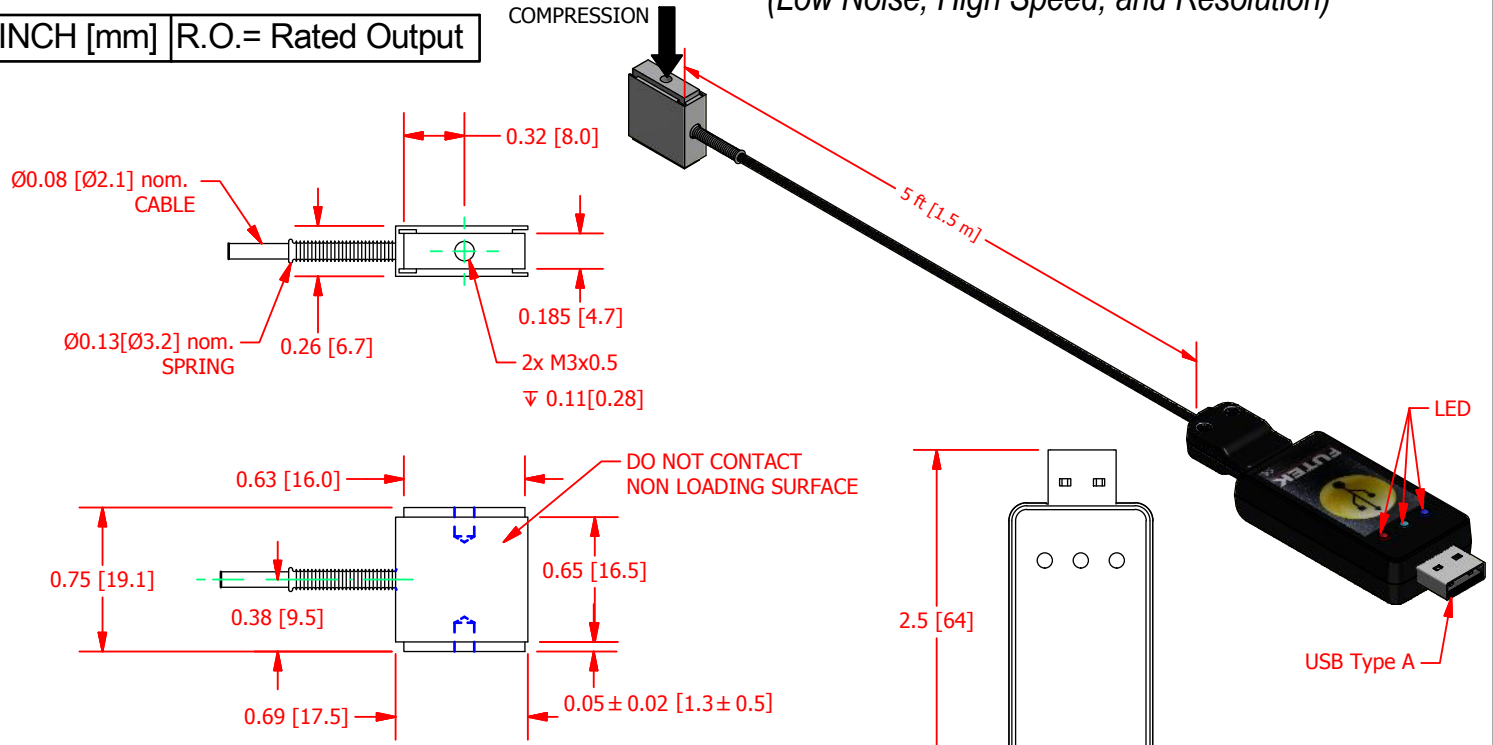 (Low Noise, High Speed, and Resolution)
INCH [mm] R.O.= Rated Output
COMPRESSION
0.32 [8.0]
Ø0.08 [Ø2.1] nom.
CABLE
5 ft [1.5 m]
0.185 [4.7]
Ø0.13[Ø3.2] nom.
SPRING
0.26 [6.7]
2x M3x0.5
↧ 0.11[0.28]
LED
FUTEK
DO NOT CONTACT
NON LOADING SURFACE
0.63 [16.0]
0.75 [19.1]
0.65 [16.5]
0.38 [9.5]
2.5 [64]
USB Type A
0.69 [17.5]
0.05± 0.02 [1.3± 0.5]